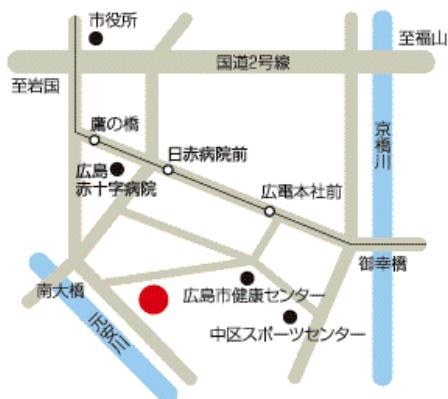 市役所
至福山
国道2号線
至岩国
鷹の橋
日赤病院前
京橋川
広島
赤十字病院
広電本社前
御幸橋
南大橋
広島市健康センター
元安川
中区スポーツセンター